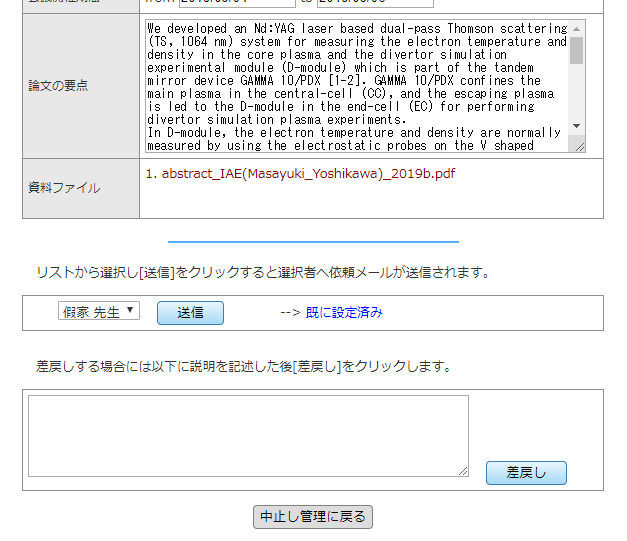 論文の要点
We developed an Nd:YAG laser based dual-pass Thomson scattering
(TS, 1064 nm) system for measuring the electron temperature and
density in the core plasma and the divertor simulation
experimental module (D-module) which is part of the tandem
mirror device GAMMA 10/PDX [1-2]. GAMMA 10/PDX confines the
main plasma in the central-cell (CC), and the escaping plasma
is led to the D-module in the end-cell (EC) for performing
divertor simulation plasma experiments.
In D-module, the electron temperature and density are normally
measured by using the electrostatic probes on the V shaped
資料ファイル
1. abstract_IAE(Masayuki_Yoshikawa)_2019b.pdf
リストから選択し[送信]をクリックすると選択者へ依頼メールが送信されます。
假家 先生 送信 --> 既に設定済み
差戻しする場合には以下に説明を記述した後[差戻し]をクリックします。
差戻し
中止し管理に戻る